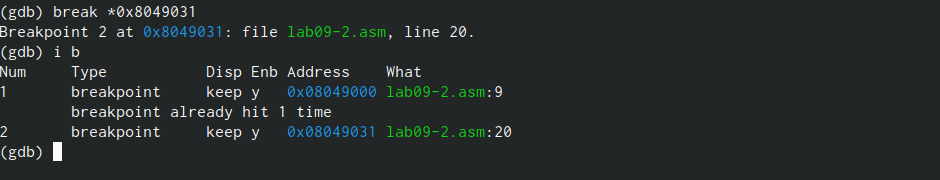 (gdb) break *0x8049031
Breakpoint 2 at 0x8049031: file lab09-2.asm, line 20.
(gdb) i b
Num     Type           Disp Enb Address    What
1       breakpoint     keep y   0x08049000 lab09-2.asm:9
        breakpoint already hit 1 time
2       breakpoint     keep y   0x08049031 lab09-2.asm:20
(gdb)